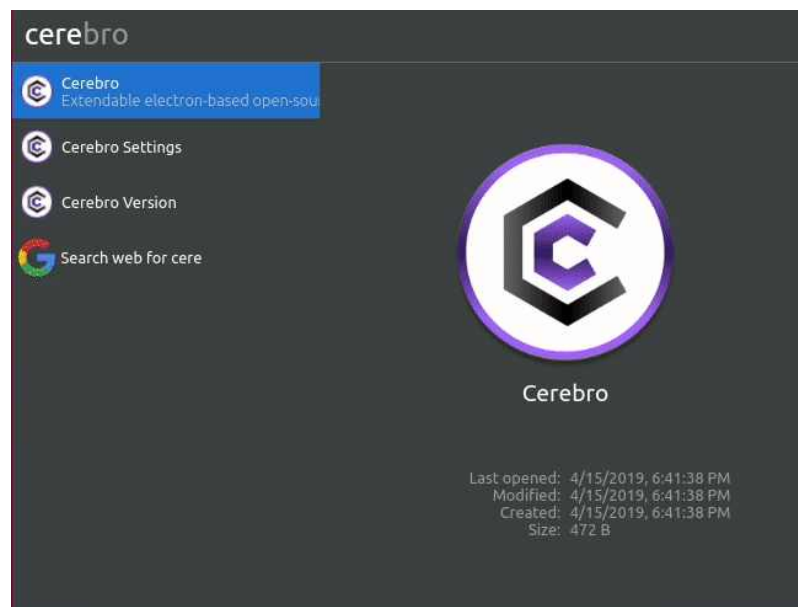 cerebro
Cerebro
Extendable electron-based open-sou
Cerebro Settings
Cerebro Version
Search web for cere
Cerebro
Last opened: 4/15/2019, 6:41:38 PM
Modified: 4/15/2019, 6:41:38 PM
Created: 4/15/2019, 6:41:38 PM
Size: 472 B